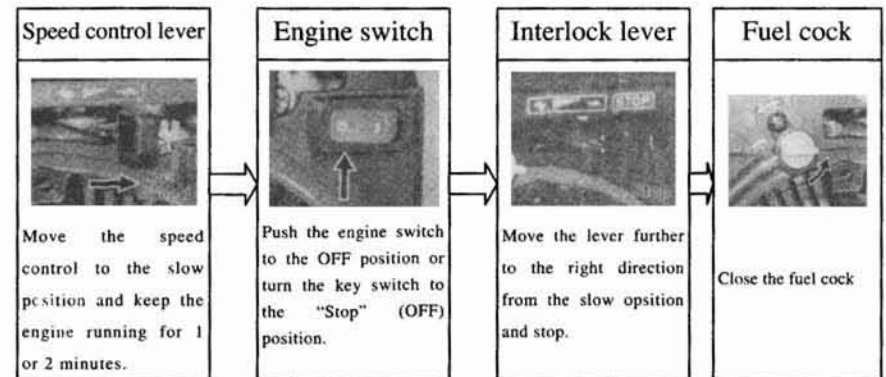 Speed control lever
Move the speed
control to the slow
position and keep the
engine running for 1
or 2 minutes.
Engine switch
Push the engine switch
to the OFF position or
turn the key switch to
the “Stop” (OFF)
position.
Interlock lever
STOP
Move the lever further
to the right direction
from the slow opsition
and stop.
Fuel cock
Close the fuel cock